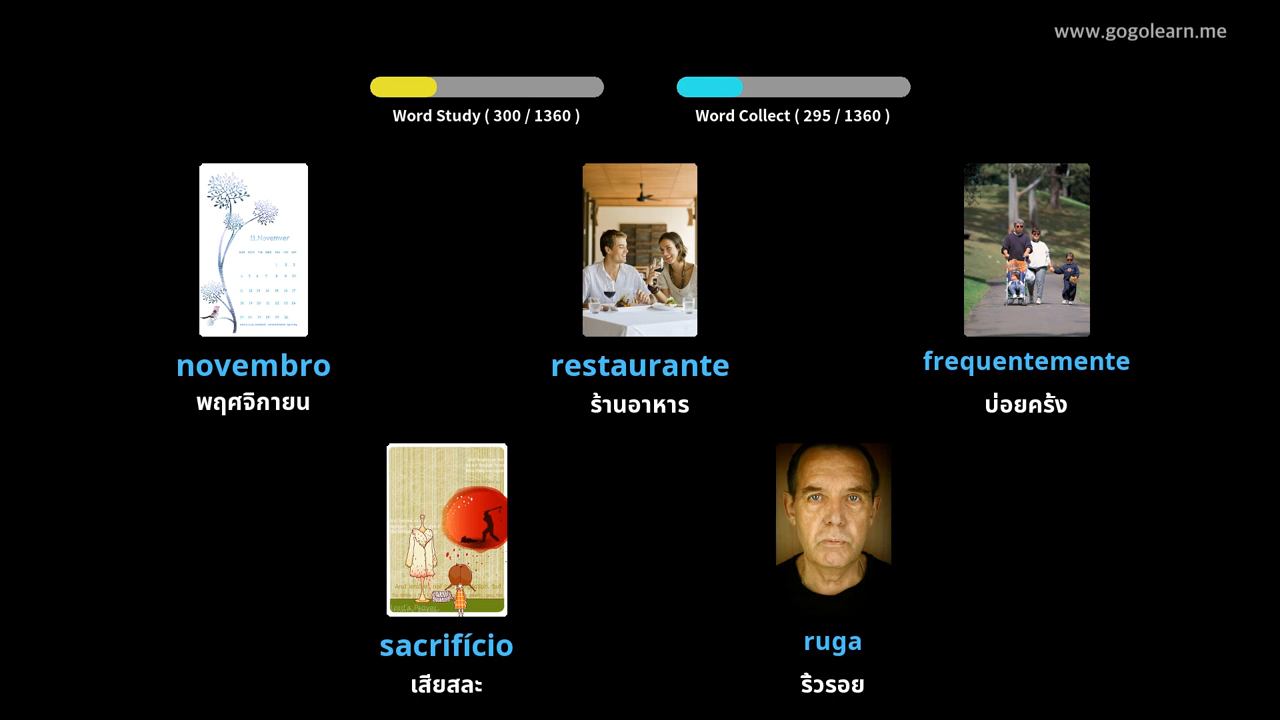 www.gogolearn.me
Word Study ( 300 / 1360 )
Word Collect ( 295 / 1360 )
11.Novemver
novembro
restaurante
frequentemente
พฤศจิกายน
ร้านอาหาร
บ่อยครั้ง
sacrifício
ruga
เสียสละ
ริ้วรอย